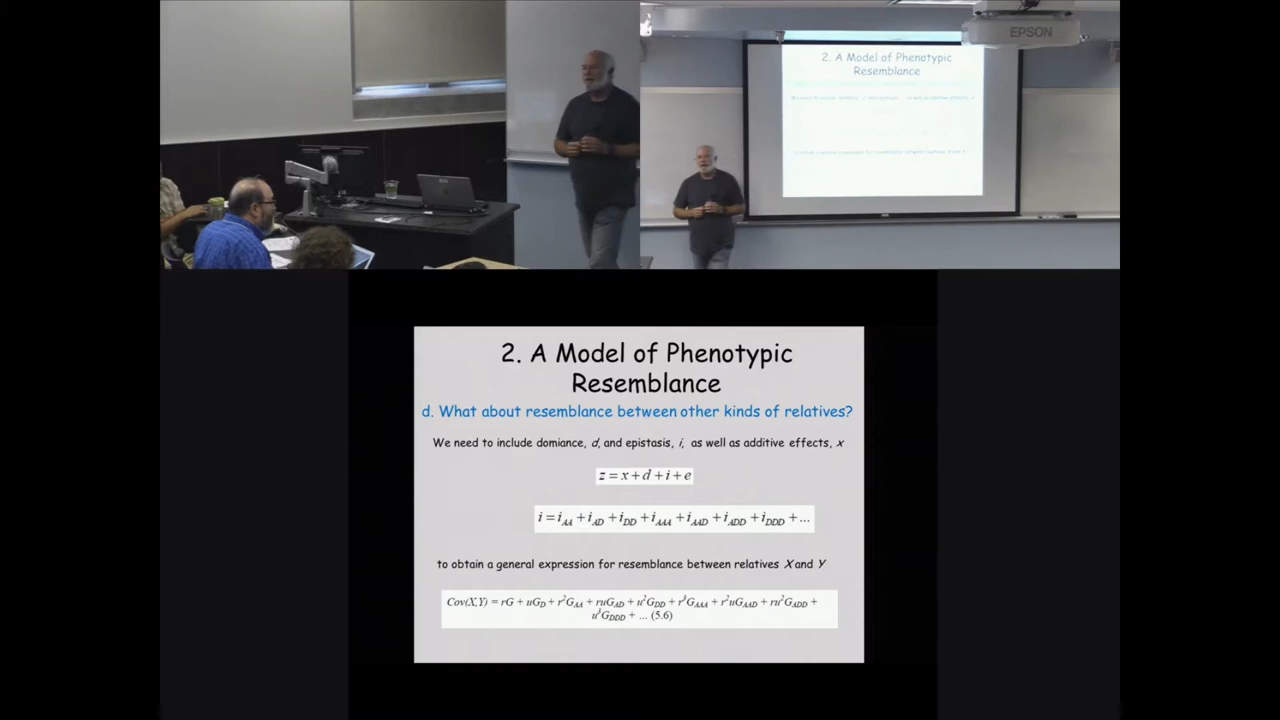 EPSON
2. A Model of Phenotypic
Resemblance
2. A Model of Phenotypic
Resemblance
d. What about resemblance between other kinds of relatives?
We need to include domiance, d, and epistasis, i, as well as additive effects, x
z = x + d + i + e
i = i_AA + i_AD + i_DD + i_AAA + i_AAD + i_ADD + i_DDD + ...
to obtain a general expression for resemblance between relatives X and Y
Cov(X,Y) = rG + uG_D + r²G_AA + ruG_AD + u²G_DD + r³G_AAA + r²uG_AAD + ru²G_ADD +
u³G_DDD + ... (5.6)